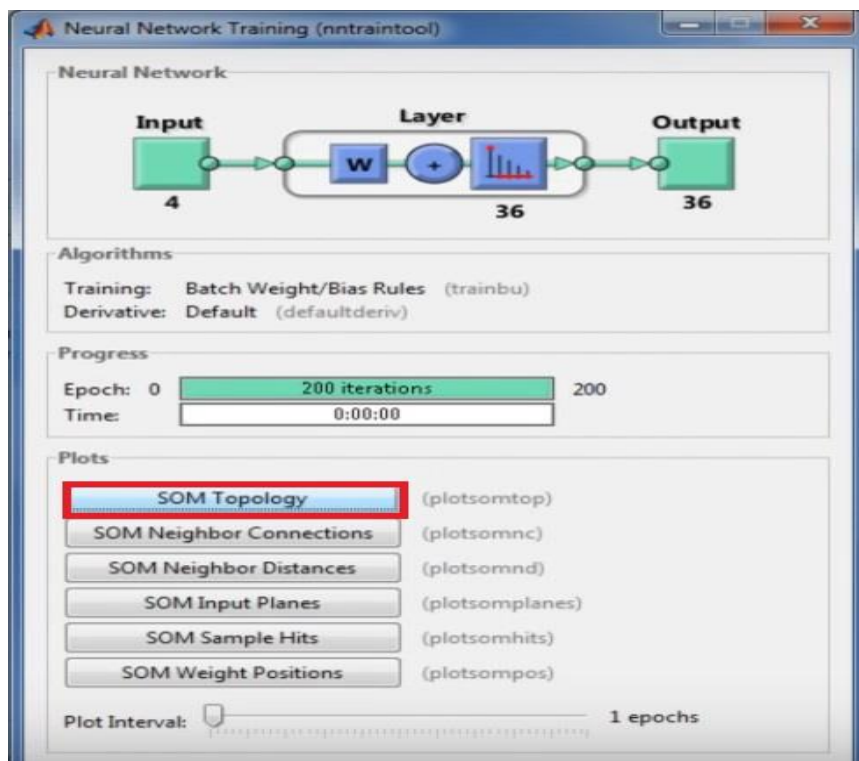 Neural Network Training (nntraintool)
Neural Network
Input
Layer
Output
W
+
4
36
36
Algorithms
Training: Batch Weight/Bias Rules (trainbu)
Derivative: Default (defaultderiv)
Progress
Epoch: 0 200 iterations 200
Time: 0:00:00
Plots
SOM Topology (plotsomtop)
SOM Neighbor Connections (plotsomnc)
SOM Neighbor Distances (plotsomnd)
SOM Input Planes (plotsomplanes)
SOM Sample Hits (plotsomhits)
SOM Weight Positions (plotsompos)
Plot Interval: 1 epochs